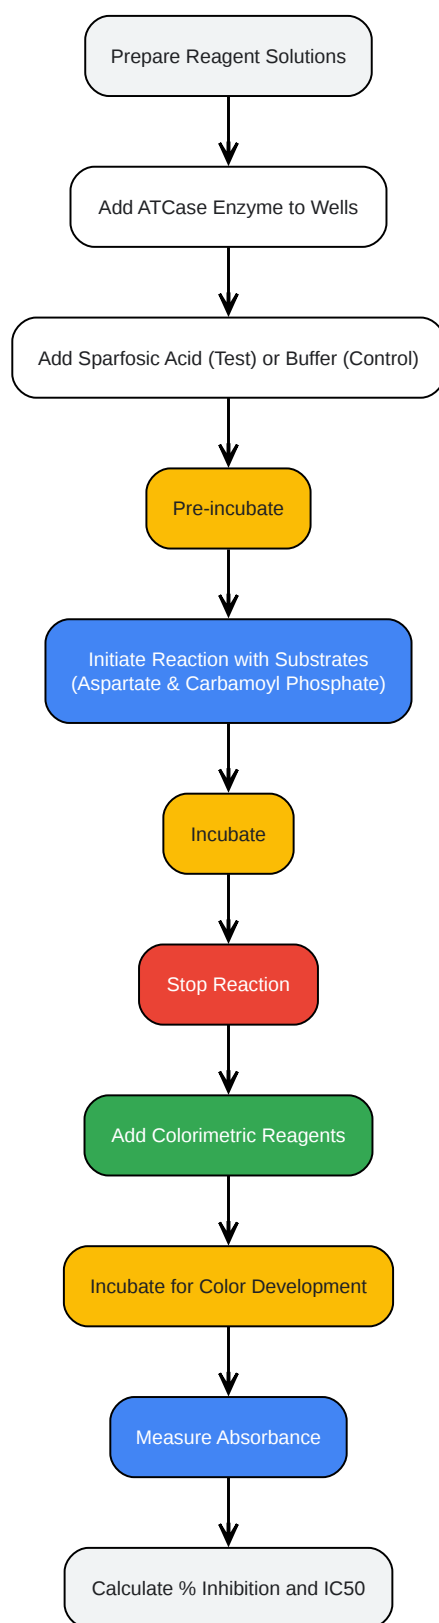 Prepare Reagent Solutions
Add ATCase Enzyme to Wells
Add Sparfosic Acid (Test) or Buffer (Control)
Pre-incubate
Initiate Reaction with Substrates
(Aspartate & Carbamoyl Phosphate)
Incubate
Stop Reaction
Add Colorimetric Reagents
Incubate for Color Development
Measure Absorbance
Calculate % Inhibition and IC50